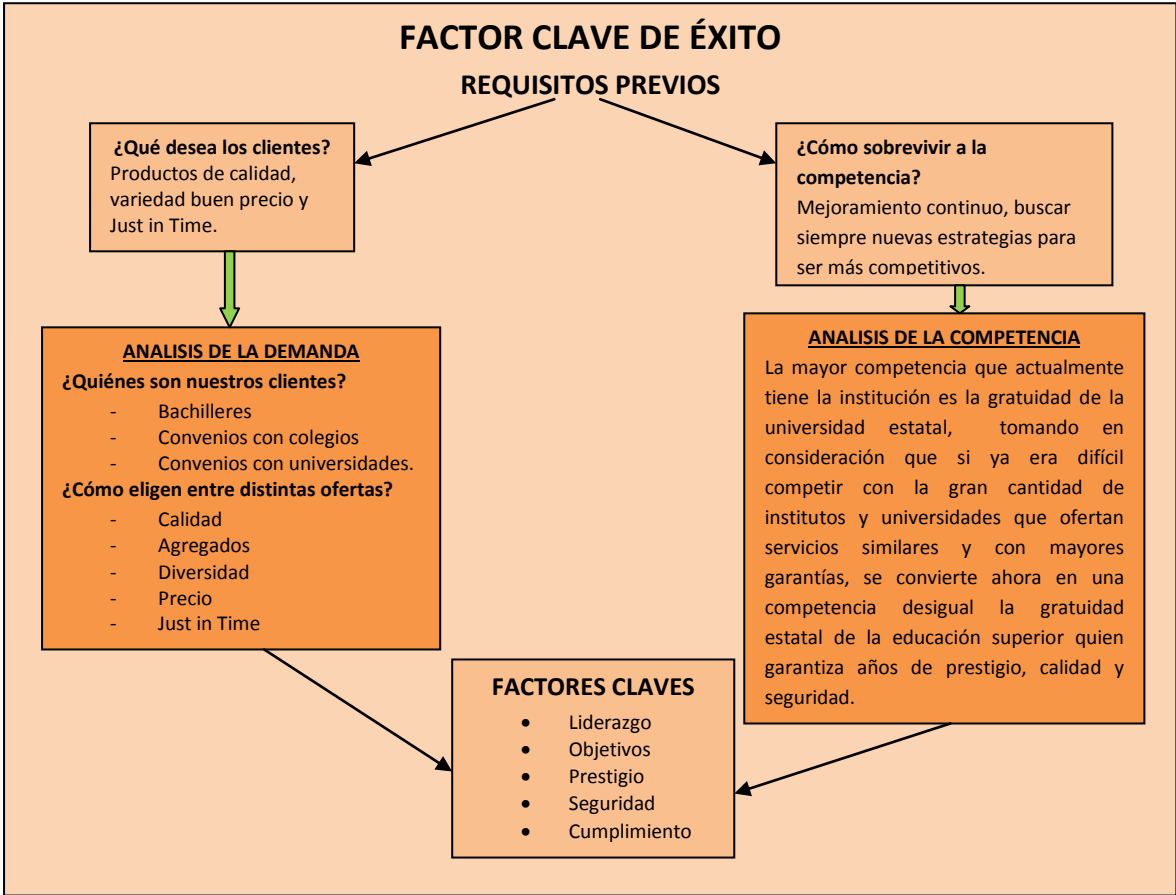 FACTOR CLAVE DE ÉXITO
REQUISITOS PREVIOS
¿Qué desea los clientes?
Productos de calidad,
variedad buen precio y
Just in Time.
¿Cómo sobrevivir a la
competencia?
Mejoramiento continuo, buscar
siempre nuevas estrategias para
ser más competitivos.
ANALISIS DE LA DEMANDA
¿Quiénes son nuestros clientes?
- Bachilleres
- Convenios con colegios
- Convenios con universidades.
¿Cómo eligen entre distintas ofertas?
- Calidad
- Agregados
- Diversidad
- Precio
- Just in Time
ANALISIS DE LA COMPETENCIA
La mayor competencia que actualmente
tiene la institución es la gratuidad de la
universidad estatal, tomando en
consideración que si ya era difícil
competir con la gran cantidad de
institutos y universidades que ofertan
servicios similares y con mayores
garantías, se convierte ahora en una
competencia desigual la gratuidad
estatal de la educación superior quien
garantiza años de prestigio, calidad y
seguridad.
FACTORES CLAVES
• Liderazgo
• Objetivos
• Prestigio
• Seguridad
• Cumplimiento